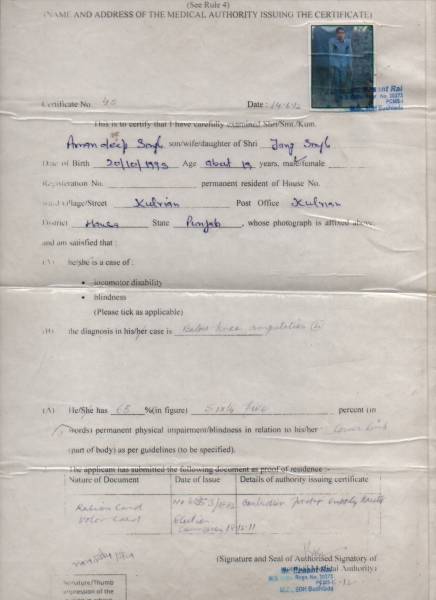 (See Rule 4)
(NAME AND ADDRESS OF THE MEDICAL AUTHORITY ISSUING THE CERTIFICATE)
Certificate No. 40 Date :
This is to certify that I have carefully examined Shri/Smt./Kum.
Aman deep Singh son/wife/daughter of Shri Jang Singh
Date of Birth 20/10/1993 Age about 19 years, male/female
Registration No. permanent resident of House No.
Ward/Village/Street Kulrian Post Office Kulrian
District Mansa State Punjab, whose photograph is affixed above
and am satisfied that :
(A) he/she is a case of :
• locomotor disability
• blindness
(Please tick as applicable)
(B) the diagnosis in his/her case is Below knee amputation
(A) He/She has 65 %(in figure) Sixty Five percent (in
words) permanent physical impairment/blindness in relation to his/her lower limb
(part of body) as per guidelines (to be specified).
The applicant has submitted the following document as proof of residence :-
Nature of Document Date of Issue Details of authority issuing certificate
Ration Card
Voter Card Election
(Signature and Seal of Authorised Signatory of
Medical Authority)
Signature/Thumb
impression of the